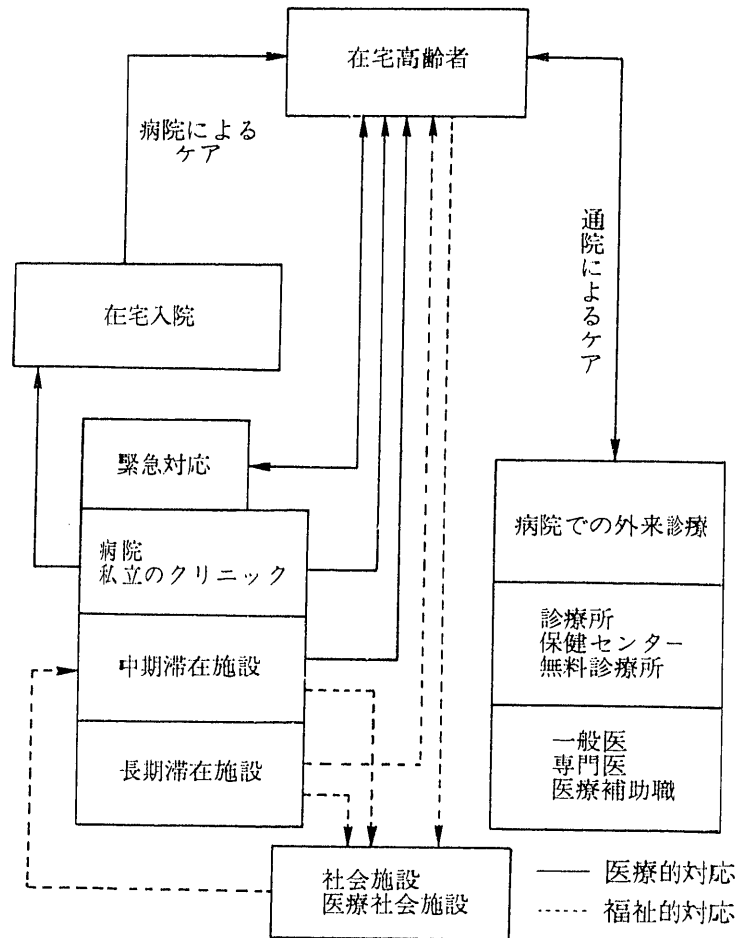 在宅高齢者
病院による
ケア
通院によるケア
在宅入院
緊急対応
病院
私立のクリニック
中期滞在施設
長期滞在施設
病院での外来診療
診療所
保健センター
無料診療所
一般医
専門医
医療補助職
社会施設
医療社会施設
医療的対応
福祉的対応